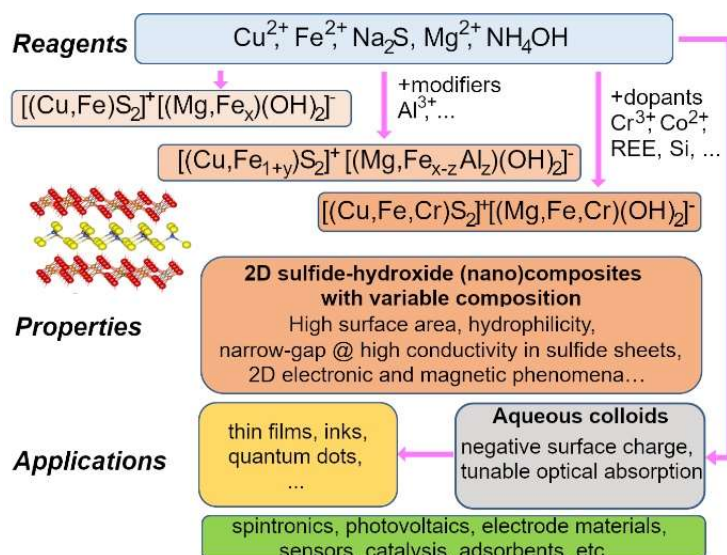 Reagents
Cu²⁺, Fe²⁺, Na₂S, Mg²⁺, NH₄OH
[(Cu,Fe)S₂]⁺[(Mg,Feₓ)(OH)₂]⁻
+modifiers
Al³⁺, ...
+dopants
Cr³⁺, Co²⁺,
REE, Si, ...
[(Cu,Fe₁₊y)S₂]⁺ [(Mg,Feₓ₋zAlz)(OH)₂]⁻
[(Cu,Fe,Cr)S₂]⁺[(Mg,Fe,Cr)(OH)₂]⁻
Properties
2D sulfide-hydroxide (nano)composites
with variable composition
High surface area, hydrophilicity,
narrow-gap @ high conductivity in sulfide sheets,
2D electronic and magnetic phenomena…
Applications
thin films, inks,
quantum dots,
...
Aqueous colloids
negative surface charge,
tunable optical absorption
spintronics, photovoltaics, electrode materials,
sensors, catalysis, adsorbents, etc